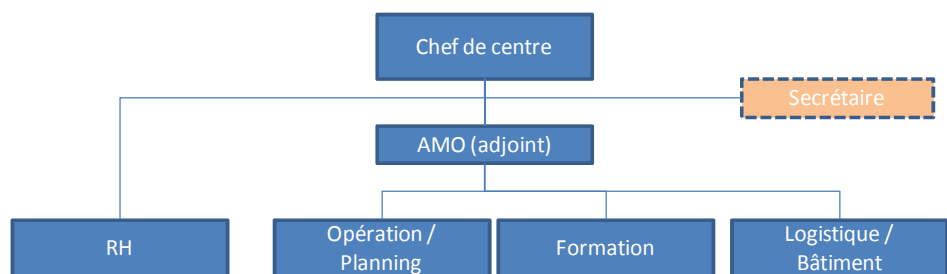 Chef de centre
Secrétaire
AMO (adjoint)
RH
Opération /
Planning
Formation
Logistique /
Bâtiment